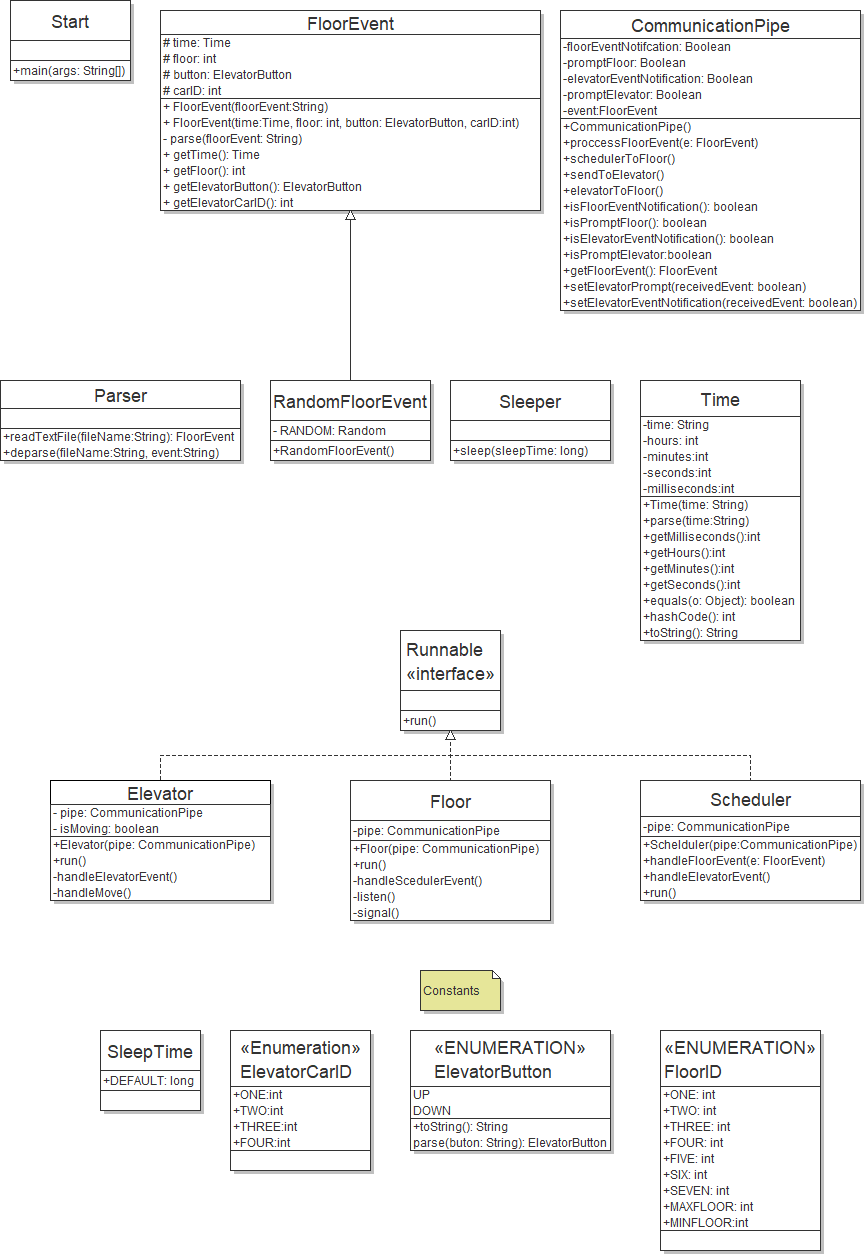 Start
+main(args: String[])
FloorEvent
# time: Time
# floor: int
# button: ElevatorButton
# carID: int
+ FloorEvent(floorEvent:String)
+ FloorEvent(time:Time, floor: int, button: ElevatorButton, carID:int)
- parse(floorEvent: String)
+ getTime(): Time
+ getFloor(): int
+ getElevatorButton(): ElevatorButton
+ getElevatorCarID(): int
CommunicationPipe
-floorEventNotifcation: Boolean
-promptFloor: Boolean
-elevatorEventNotification: Boolean
-promptElevator: Boolean
-event:FloorEvent
+CommunicationPipe()
+proccessFloorEvent(e: FloorEvent)
+schedulerToFloor()
+sendToElevator()
+elevatorToFloor()
+isFloorEventNotification(): boolean
+isPromptFloor(): boolean
+isElevatorEventNotification(): boolean
+isPromptElevator:boolean
+getFloorEvent(): FloorEvent
+setElevatorPrompt(receivedEvent: boolean)
+setElevatorEventNotification(receivedEvent: boolean)
Parser
+readTextFile(fileName:String): FloorEvent
+deparse(fileName:String, event:String)
RandomFloorEvent
- RANDOM: Random
+RandomFloorEvent()
Sleeper
+sleep(sleepTime: long)
Time
-time: String
-hours: int
-minutes:int
-seconds:int
-milliseconds:int
+Time(time: String)
+parse(time:String)
+getMilliseconds():int
+getHours():int
+getMinutes():int
+getSeconds():int
+equals(o: Object): boolean
+hashCode(): int
+toString(): String
Runnable
«interface»
+run()
Elevator
- pipe: CommunicationPipe
- isMoving: boolean
+Elevator(pipe: CommunicationPipe)
+run()
-handleElevatorEvent()
-handleMove()
Floor
-pipe: CommunicationPipe
+Floor(pipe: CommunicationPipe)
+run()
-handleScedulerEvent()
-listen()
-signal()
Scheduler
-pipe: CommunicationPipe
+Schelduler(pipe:CommunicationPipe)
+handleFloorEvent(e: FloorEvent)
+handleElevatorEvent()
+run()
Constants
SleepTime
+DEFAULT: long
«Enumeration»
ElevatorCarID
+ONE:int
+TWO:int
+THREE:int
+FOUR:int
«ENUMERATION»
ElevatorButton
UP
DOWN
+toString(): String
parse(buton: String): ElevatorButton
«ENUMERATION»
FloorID
+ONE: int
+TWO: int
+THREE: int
+FOUR: int
+FIVE: int
+SIX: int
+SEVEN: int
+MAXFLOOR: int
+MINFLOOR:int